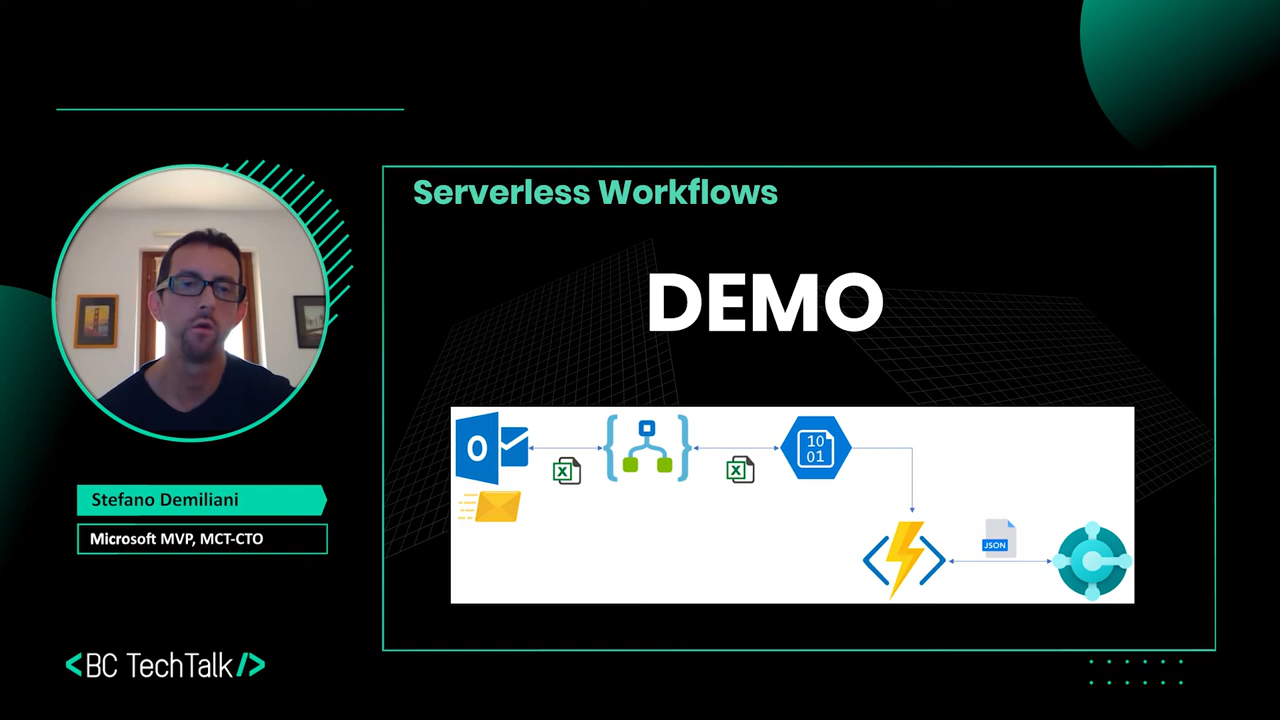 Serverless Workflows
DEMO
O
10
01
JSON
Stefano Demiliani
Microsoft MVP, MCT-CTO
<BC TechTalk/>